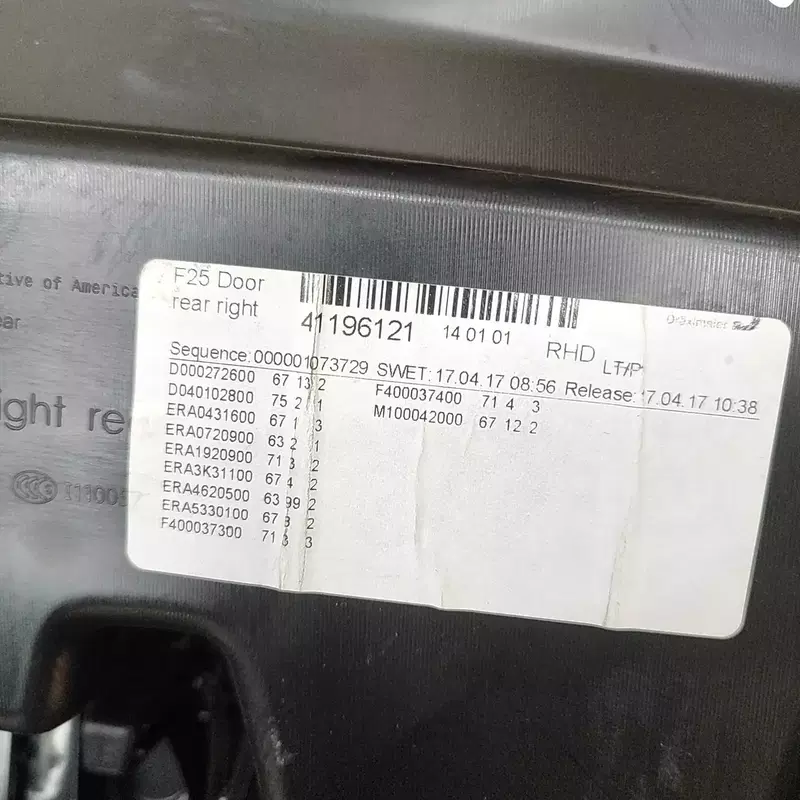 tive of America
ear
ight re
F25 Door
rear right
41196121 14 01 01
RHD LT/P
Dräxlmaier
Sequence: 000001073729 SWET: 17.04.17 08:56 Release: 17.04.17 10:38
D000272600 67 13 2
D040102800 75 2 1
ERA0431600 67 1 3
ERA0720900 63 2 1
ERA1920900 71 3 2
ERA3K31100 67 4 2
ERA4620500 63 99 2
ERA5330100 67 3 2
F400037300 71 3 3
F400037400 71 4 3
M100042000 67 12 2